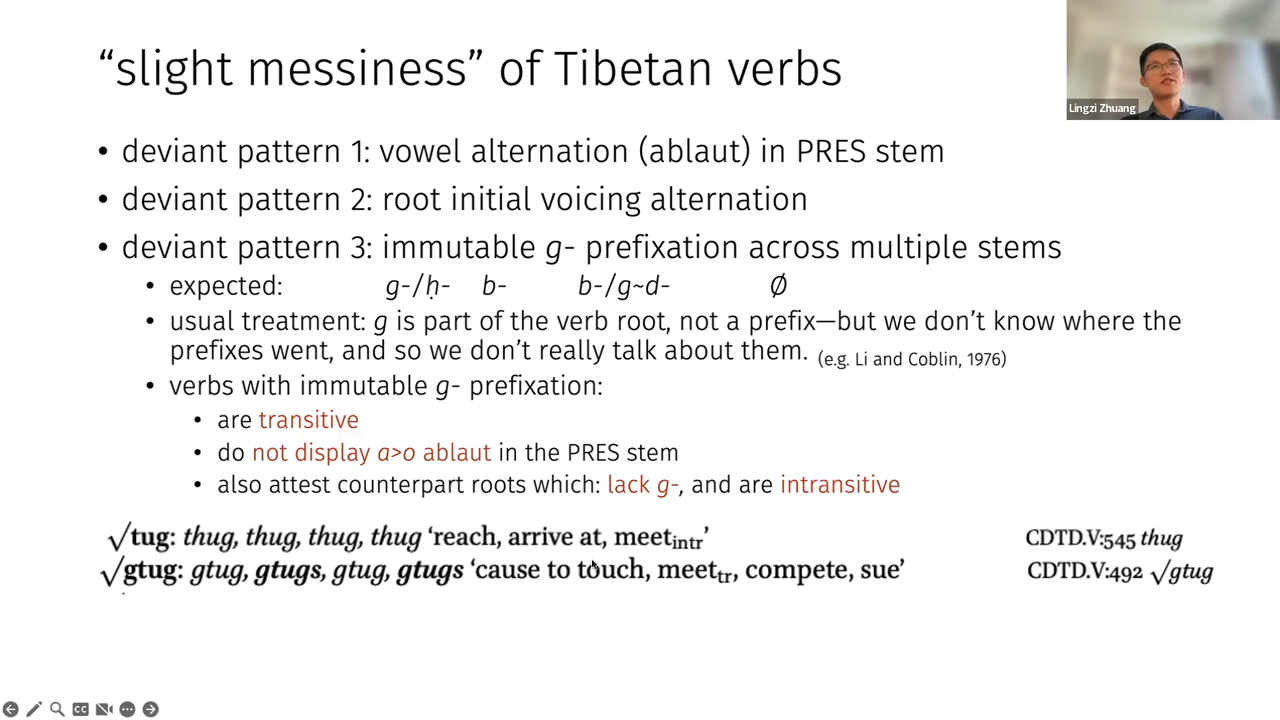 “slight messiness” of Tibetan verbs
Lingzi Zhuang
• deviant pattern 1: vowel alternation (ablaut) in PRES stem
• deviant pattern 2: root initial voicing alternation
• deviant pattern 3: immutable g- prefixation across multiple stems
• expected: g-/ḥ- b- b-/g~d- Ø
• usual treatment: g is part of the verb root, not a prefix—but we don’t know where the
prefixes went, and so we don’t really talk about them. (e.g. Li and Coblin, 1976)
• verbs with immutable g- prefixation:
• are transitive
• do not display a>o ablaut in the PRES stem
• also attest counterpart roots which: lack g-, and are intransitive
√tug: thug, thug, thug, thug ‘reach, arrive at, meetintr’ CDTD.V:545 thug
√gtug: gtug, gtugs, gtug, gtugs ‘cause to touch, meettr, compete, sue’ CDTD.V:492 √gtug
CC